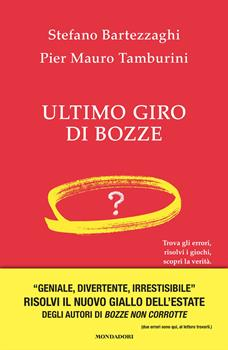 Stefano Bartezzaghi
Pier Mauro Tamburini
ULTIMO GIRO
DI BOZZE
?
Trova gli errori,
risolvi i giochi,
scopri la verità.
"GENIALE, DIVERTENTE, IRRESISTIBILE"
RISOLVI IL NUOVO GIALLO DELL'ESTATE
DEGLI AUTORI DI BOZZE NON CORROTTE
(due errori sono qui, al lettore trovarli.)
MONDADORI